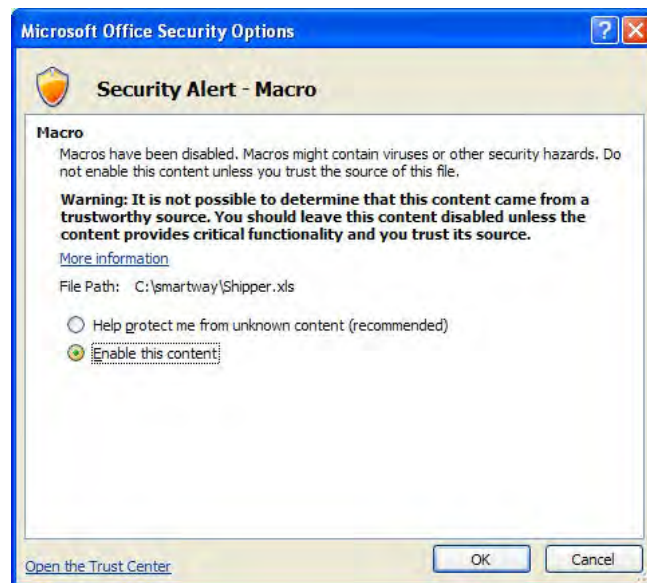 Microsoft Office Security Options
Security Alert - Macro
Macro
Macros have been disabled. Macros might contain viruses or other security hazards. Do
not enable this content unless you trust the source of this file.
Warning: It is not possible to determine that this content came from a
trustworthy source. You should leave this content disabled unless the
content provides critical functionality and you trust its source.
More information
File Path: C:\smartway\Shipper.xls
Help protect me from unknown content (recommended)
Enable this content
Open the Trust Center
OK
Cancel